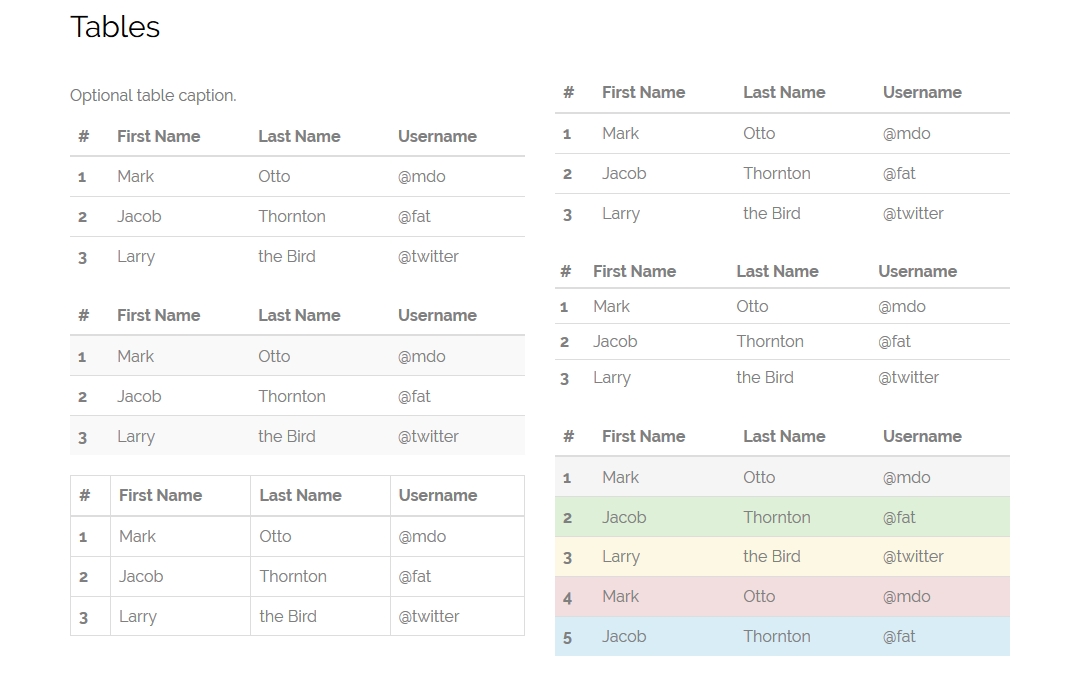 Tables
Optional table caption.
# First Name Last Name Username
1 Mark Otto @mdo
2 Jacob Thornton @fat
3 Larry the Bird @twitter
# First Name Last Name Username
1 Mark Otto @mdo
2 Jacob Thornton @fat
3 Larry the Bird @twitter
# First Name Last Name Username
1 Mark Otto @mdo
2 Jacob Thornton @fat
3 Larry the Bird @twitter
# First Name Last Name Username
1 Mark Otto @mdo
2 Jacob Thornton @fat
3 Larry the Bird @twitter
# First Name Last Name Username
1 Mark Otto @mdo
2 Jacob Thornton @fat
3 Larry the Bird @twitter
# First Name Last Name Username
1 Mark Otto @mdo
2 Jacob Thornton @fat
3 Larry the Bird @twitter
4 Mark Otto @mdo
5 Jacob Thornton @fat